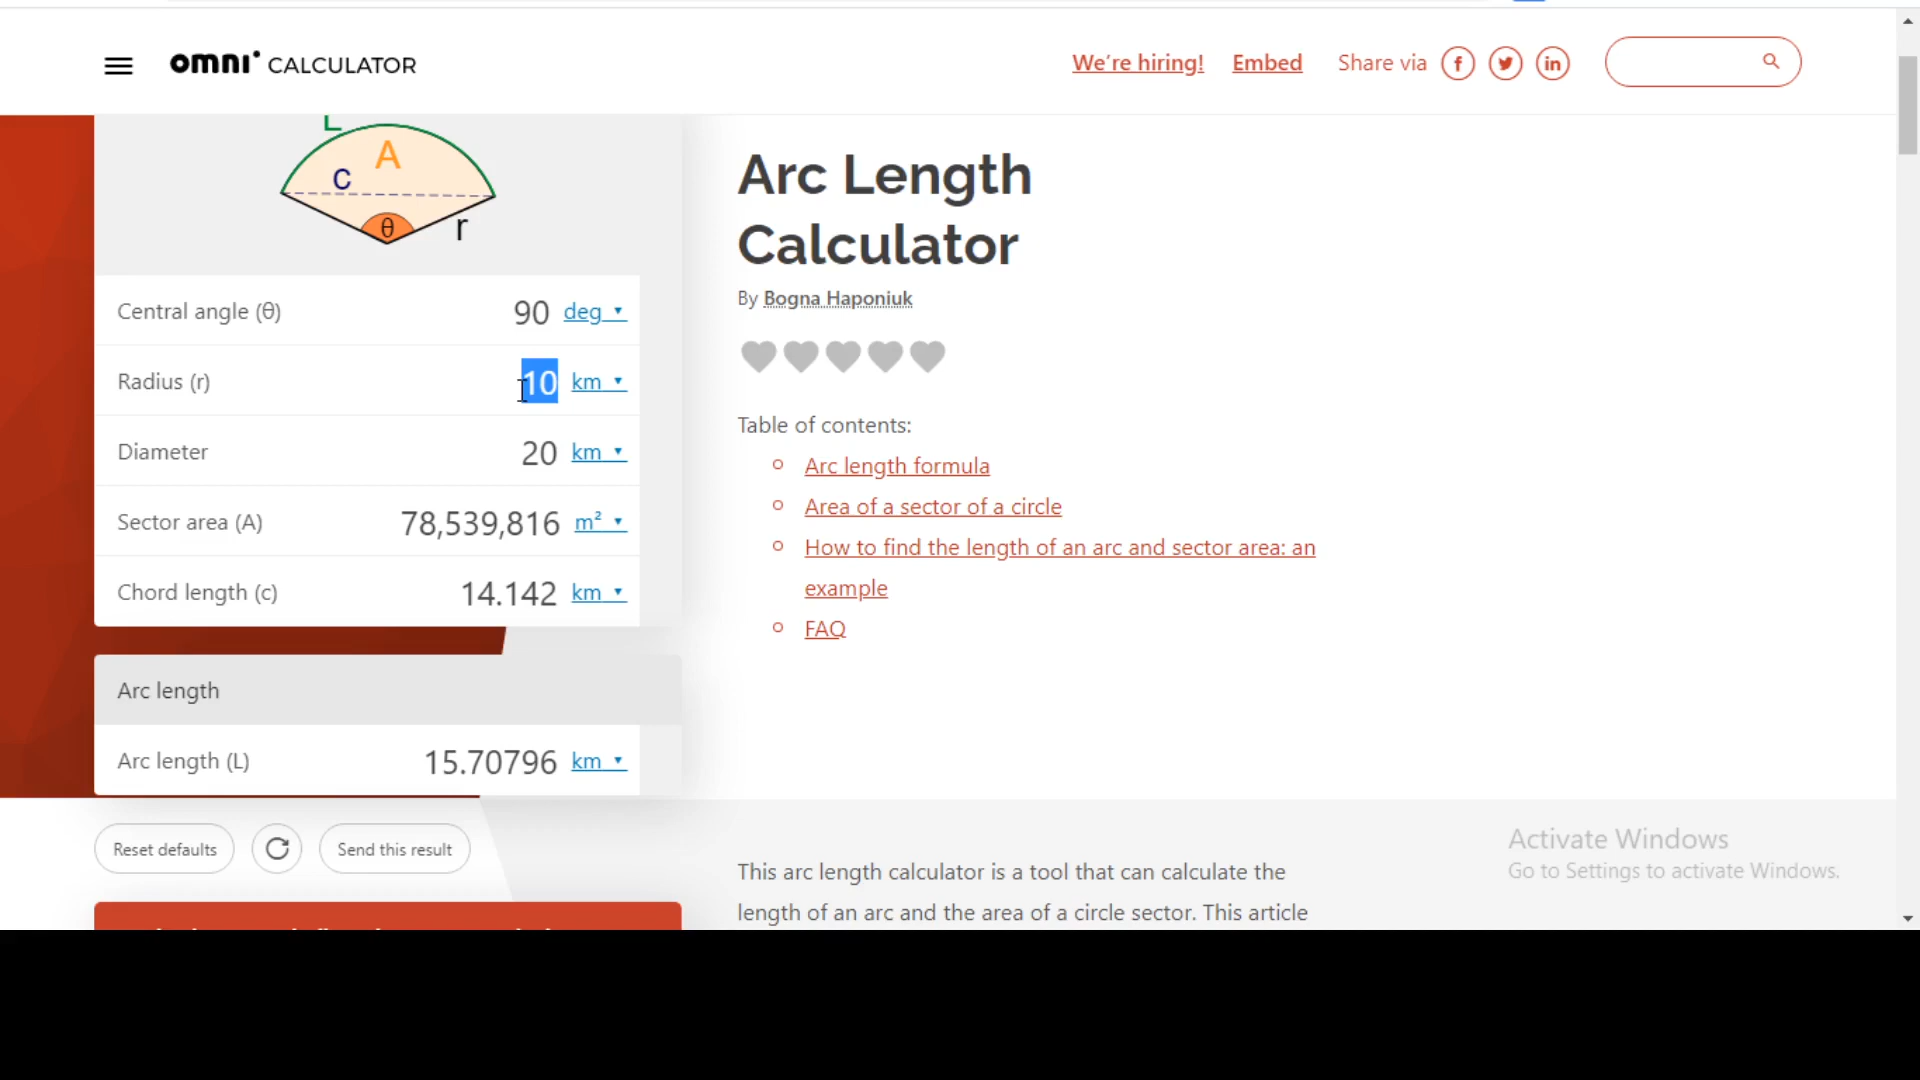 omni CALCULATOR
We're hiring! Embed Share via
L
A
c
θ
r
Central angle (θ) 90 deg
Radius (r) 10 km
Diameter 20 km
Sector area (A) 78,539,816 m²
Chord length (c) 14.142 km
Arc length
Arc length (L) 15.70796 km
Reset defaults Send this result
Arc Length
Calculator
By Bogna Haponiuk
Table of contents:
Arc length formula
Area of a sector of a circle
How to find the length of an arc and sector area: an
example
FAQ
This arc length calculator is a tool that can calculate the
length of an arc and the area of a circle sector. This article
Activate Windows
Go to Settings to activate Windows.